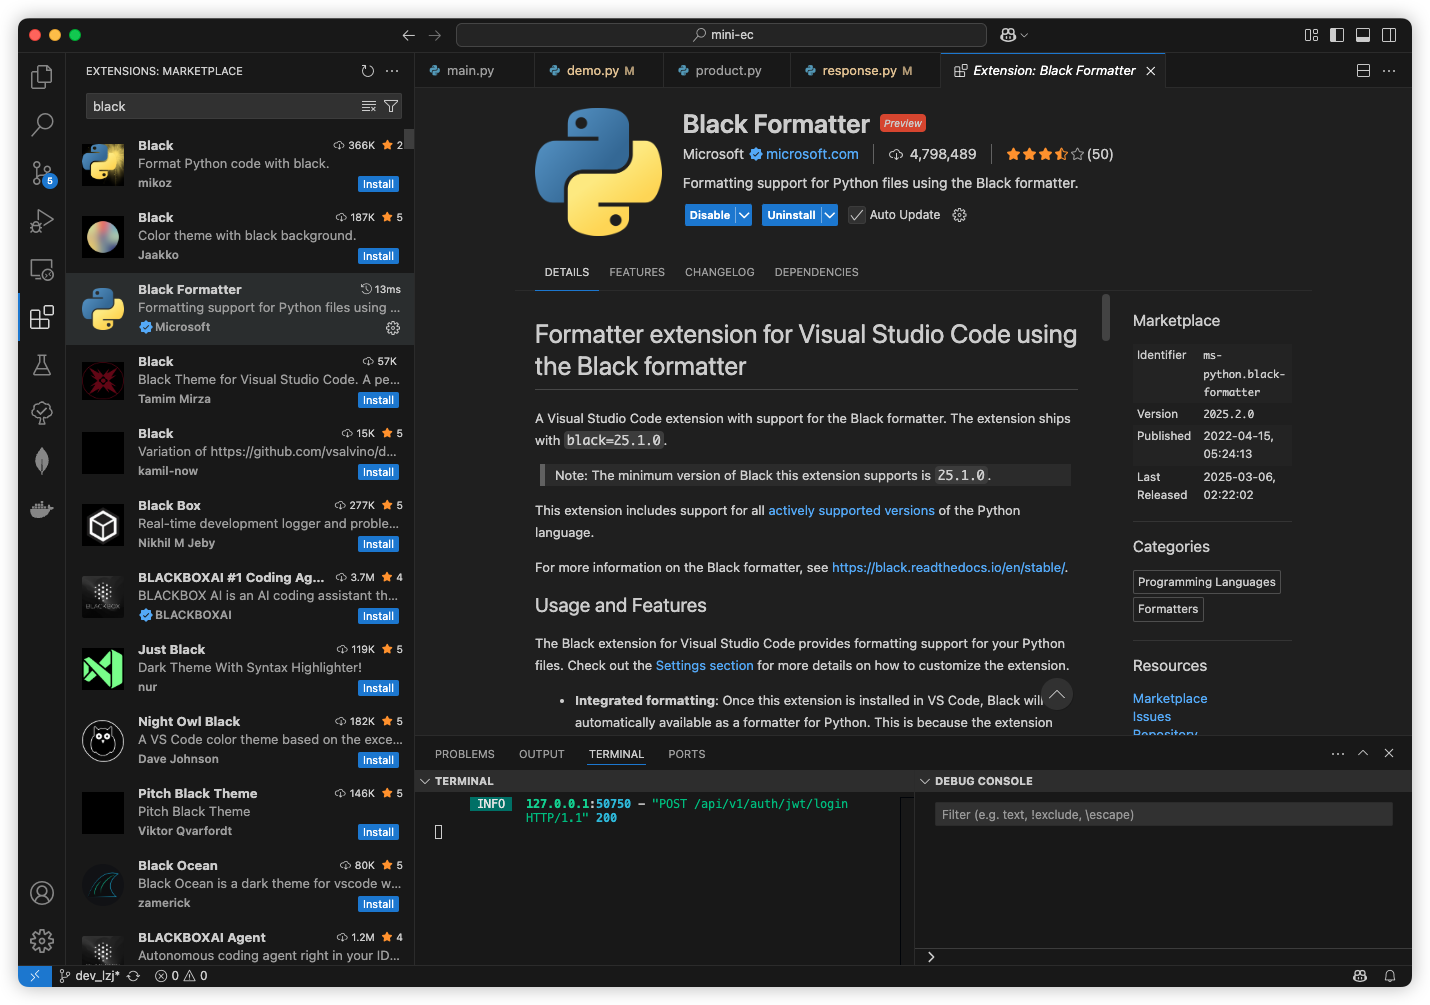 mini-ec
EXTENSIONS: MARKETPLACE
black
Black 366K 2
Format Python code with black.
mikoz Install
Black 187K 5
Color theme with black background.
Jaakko Install
Black Formatter 13ms
Formatting support for Python files using ...
Microsoft
Black 57K
Black Theme for Visual Studio Code. A pe...
Tamim Mirza Install
Black 15K 5
Variation of https://github.com/vsalvino/d...
kamil-now Install
Black Box 277K 5
Real-time development logger and proble...
Nikhil M Jeby Install
BLACKBOXAI #1 Coding Ag... 3.7M 4
BLACKBOX AI is an AI coding assistant th...
BLACKBOX
BLACKBOXAI Install
Just Black 119K 5
Dark Theme With Syntax Highlighter!
nur Install
Night Owl Black 182K 5
A VS Code color theme based on the exce...
Dave Johnson Install
Pitch Black Theme 146K 5
Pitch Black Theme
Viktor Qvarfordt Install
Black Ocean 80K 5
Black Ocean is a dark theme for vscode w...
zamerick Install
BLACKBOXAI Agent 1.2M 4
Autonomous coding agent right in your ID...
5
main.py demo.py M product.py response.py M Extension: Black Formatter
Black Formatter Preview
Microsoft microsoft.com 4,798,489 (50)
Formatting support for Python files using the Black formatter.
Disable Uninstall Auto Update
DETAILS FEATURES CHANGELOG DEPENDENCIES
Formatter extension for Visual Studio Code using
the Black formatter
A Visual Studio Code extension with support for the Black formatter. The extension ships
with black=25.1.0.
Note: The minimum version of Black this extension supports is 25.1.0.
This extension includes support for all actively supported versions of the Python
language.
For more information on the Black formatter, see https://black.readthedocs.io/en/stable/.
Usage and Features
The Black extension for Visual Studio Code provides formatting support for your Python
files. Check out the Settings section for more details on how to customize the extension.
• Integrated formatting: Once this extension is installed in VS Code, Black will
automatically available as a formatter for Python. This is because the extension
Marketplace
Identifier ms-
python.black-
formatter
Version 2025.2.0
Published 2022-04-15,
05:24:13
Last 2025-03-06,
Released 02:22:02
Categories
Programming Languages
Formatters
Resources
Marketplace
Issues
Repository
PROBLEMS OUTPUT TERMINAL PORTS
TERMINAL
INFO 127.0.0.1:50750 - "POST /api/v1/auth/jwt/login
HTTP/1.1" 200
DEBUG CONSOLE
Filter (e.g. text, !exclude, \escape)
dev_lzj* 0 0